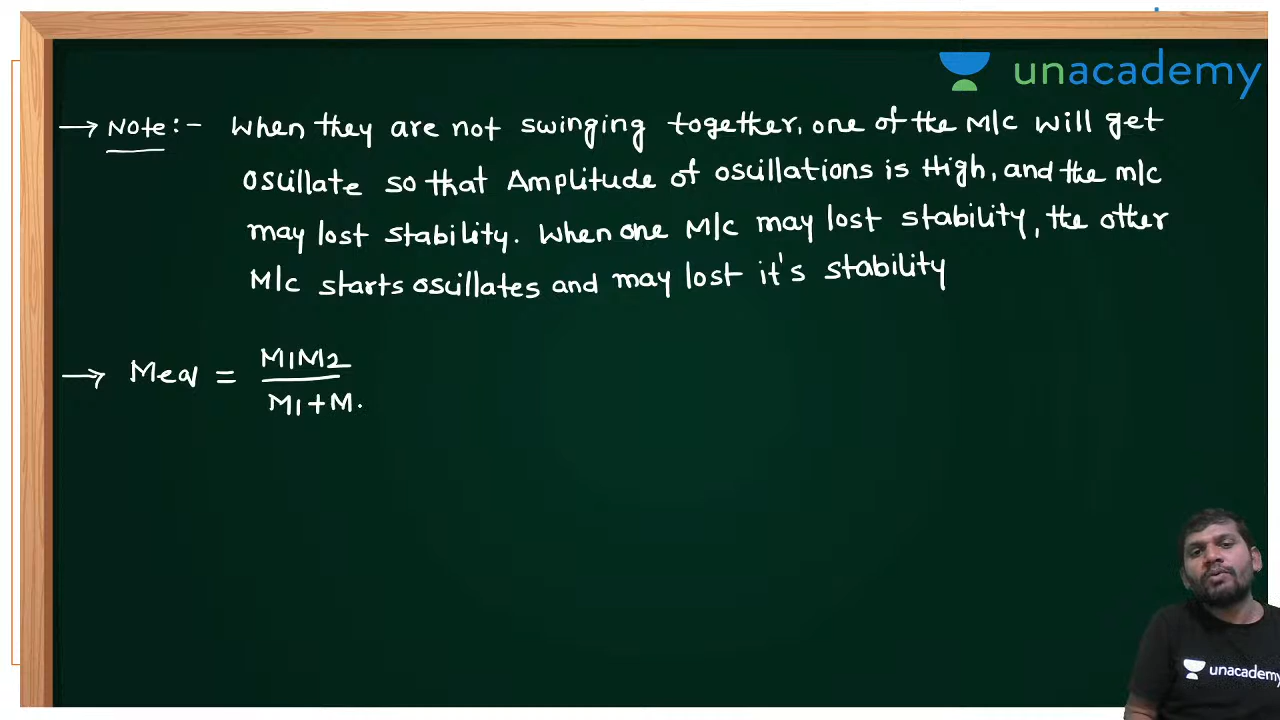 unacademy
→ Note:- When they are not swinging together, one of the M/c will get
oscillate so that Amplitude of oscillations is High, and the m/c
may lost stability. When one M/c may lost stability, the other
M/c starts oscillates and may lost it's stability
→ Meq = M1M2
M1+M.
unacademy